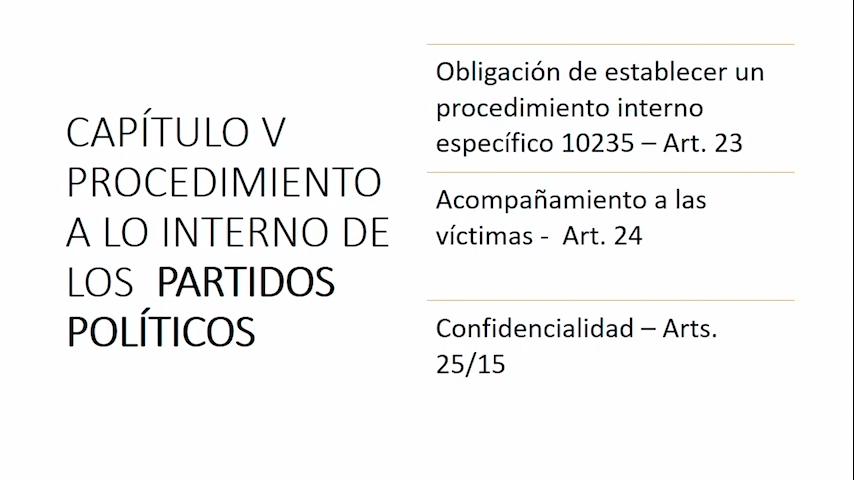 CAPÍTULO V
PROCEDIMIENTO
A LO INTERNO DE
LOS PARTIDOS
POLÍTICOS
Obligación de establecer un
procedimiento interno
específico 10235 – Art. 23
Acompañamiento a las
víctimas - Art. 24
Confidencialidad – Arts.
25/15